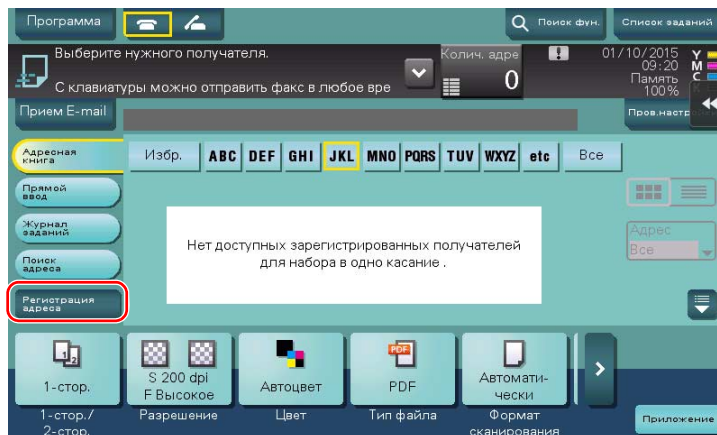 Программа
Поиск фун.
Список заданий
Выберите нужного получателя.
С клавиатуры можно отправить факс в любое вре
Колич. адре
0
01/10/2015
09:20
Память
100%
Y
M
C
K
Прием E-mail
Пров.настр
Адресная
книга
Избр.
ABC
DEF
GHI
JKL
MNO
PQRS
TUV
WXYZ
etc
Все
Прямой
ввод
Журнал
заданий
Поиск
адреса
Регистрация
адреса
Нет доступных зарегистрированных получателей
для набора в одно касание .
Адрес
Все
1-стор.
S 200 dpi
F Высокое
Автоцвет
PDF
PDF
Автомати-
чески
1-стор./
2-стор.
Разрешение
Цвет
Тип файла
Формат
сканирования
Приложение